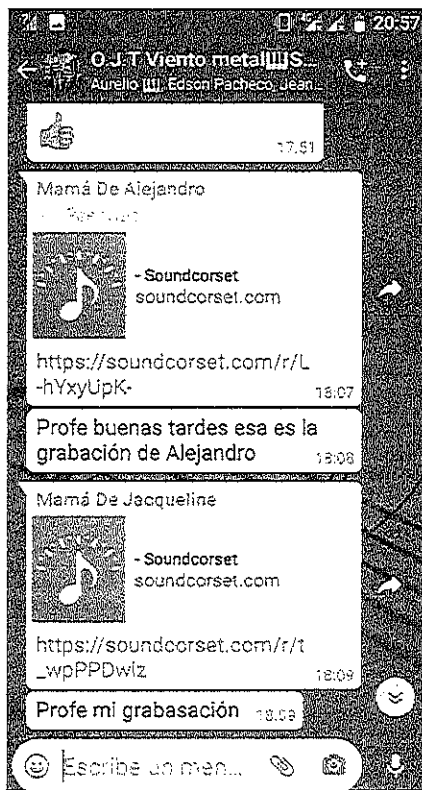 20:57
O.J.T Viento metal
Aurelio Ш, Edson Pacheco, Jean...
17:51
Mamá De Alejandro
- Soundcorset
soundcorset.com
https://soundcorset.com/r/L
-hYxyUpK-
18:07
Profe buenas tardes esa es la
grabación de Alejandro
18:08
Mamá De Jacqueline
- Soundcorset
soundcorset.com
https://soundcorset.com/r/t
_wpPPDwiz
18:09
Profe mi grabasación
18:59
Escribe un men...